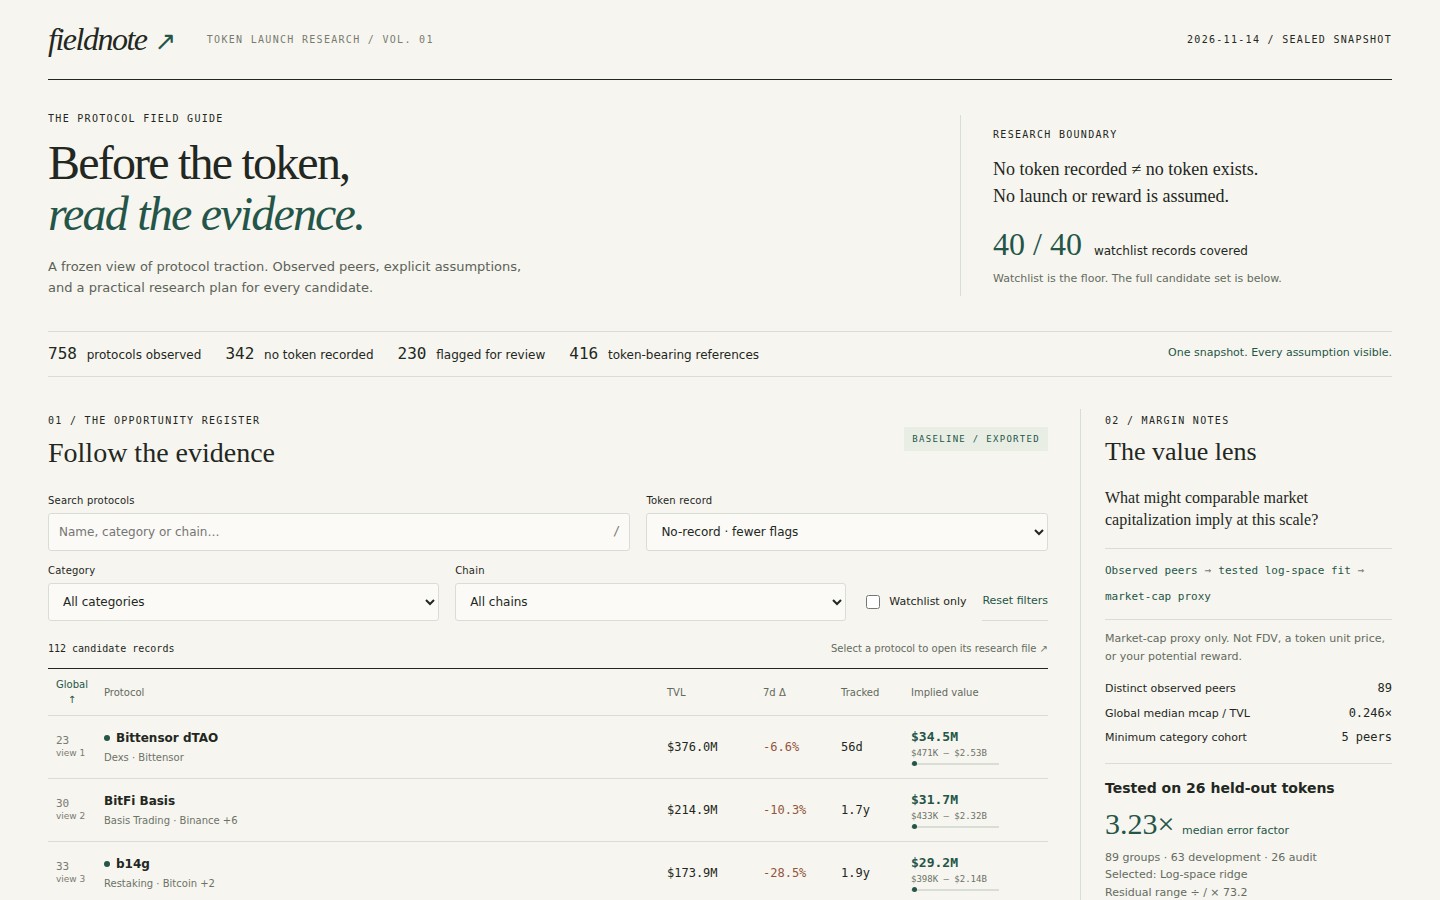 fieldnote ↗
TOKEN LAUNCH RESEARCH / VOL. 01
2026-11-14 / SEALED SNAPSHOT
THE PROTOCOL FIELD GUIDE
Before the token,
read the evidence.
A frozen view of protocol traction. Observed peers, explicit assumptions,
and a practical research plan for every candidate.
RESEARCH BOUNDARY
No token recorded ≠ no token exists.
No launch or reward is assumed.
40 / 40 watchlist records covered
Watchlist is the floor. The full candidate set is below.
758 protocols observed 342 no token recorded 230 flagged for review 416 token-bearing references
One snapshot. Every assumption visible.
01 / THE OPPORTUNITY REGISTER
Follow the evidence
BASELINE / EXPORTED
Search protocols
Name, category or chain… /
Token record
No-record · fewer flags
Category
All categories
Chain
All chains
Watchlist only
Reset filters
112 candidate records
Select a protocol to open its research file ↗
Global ↑ Protocol TVL 7d Δ Tracked Implied value
23 Bittensor dTAO $376.0M -6.6% 56d $34.5M
view 1 Dexs · Bittensor $471K — $2.53B
30 BitFi Basis $214.9M -10.3% 1.7y $31.7M
view 2 Basis Trading · Binance +6 $433K — $2.32B
33 b14g $173.9M -28.5% 1.9y $29.2M
view 3 Restaking · Bitcoin +2 $398K — $2.14B
02 / MARGIN NOTES
The value lens
What might comparable market
capitalization imply at this scale?
Observed peers → tested log-space fit →
market-cap proxy
Market-cap proxy only. Not FDV, a token unit price,
or your potential reward.
Distinct observed peers 89
Global median mcap / TVL 0.246×
Minimum category cohort 5 peers
Tested on 26 held-out tokens
3.23× median error factor
89 groups · 63 development · 26 audit
Selected: Log-space ridge
Residual range ÷ / × 73.2